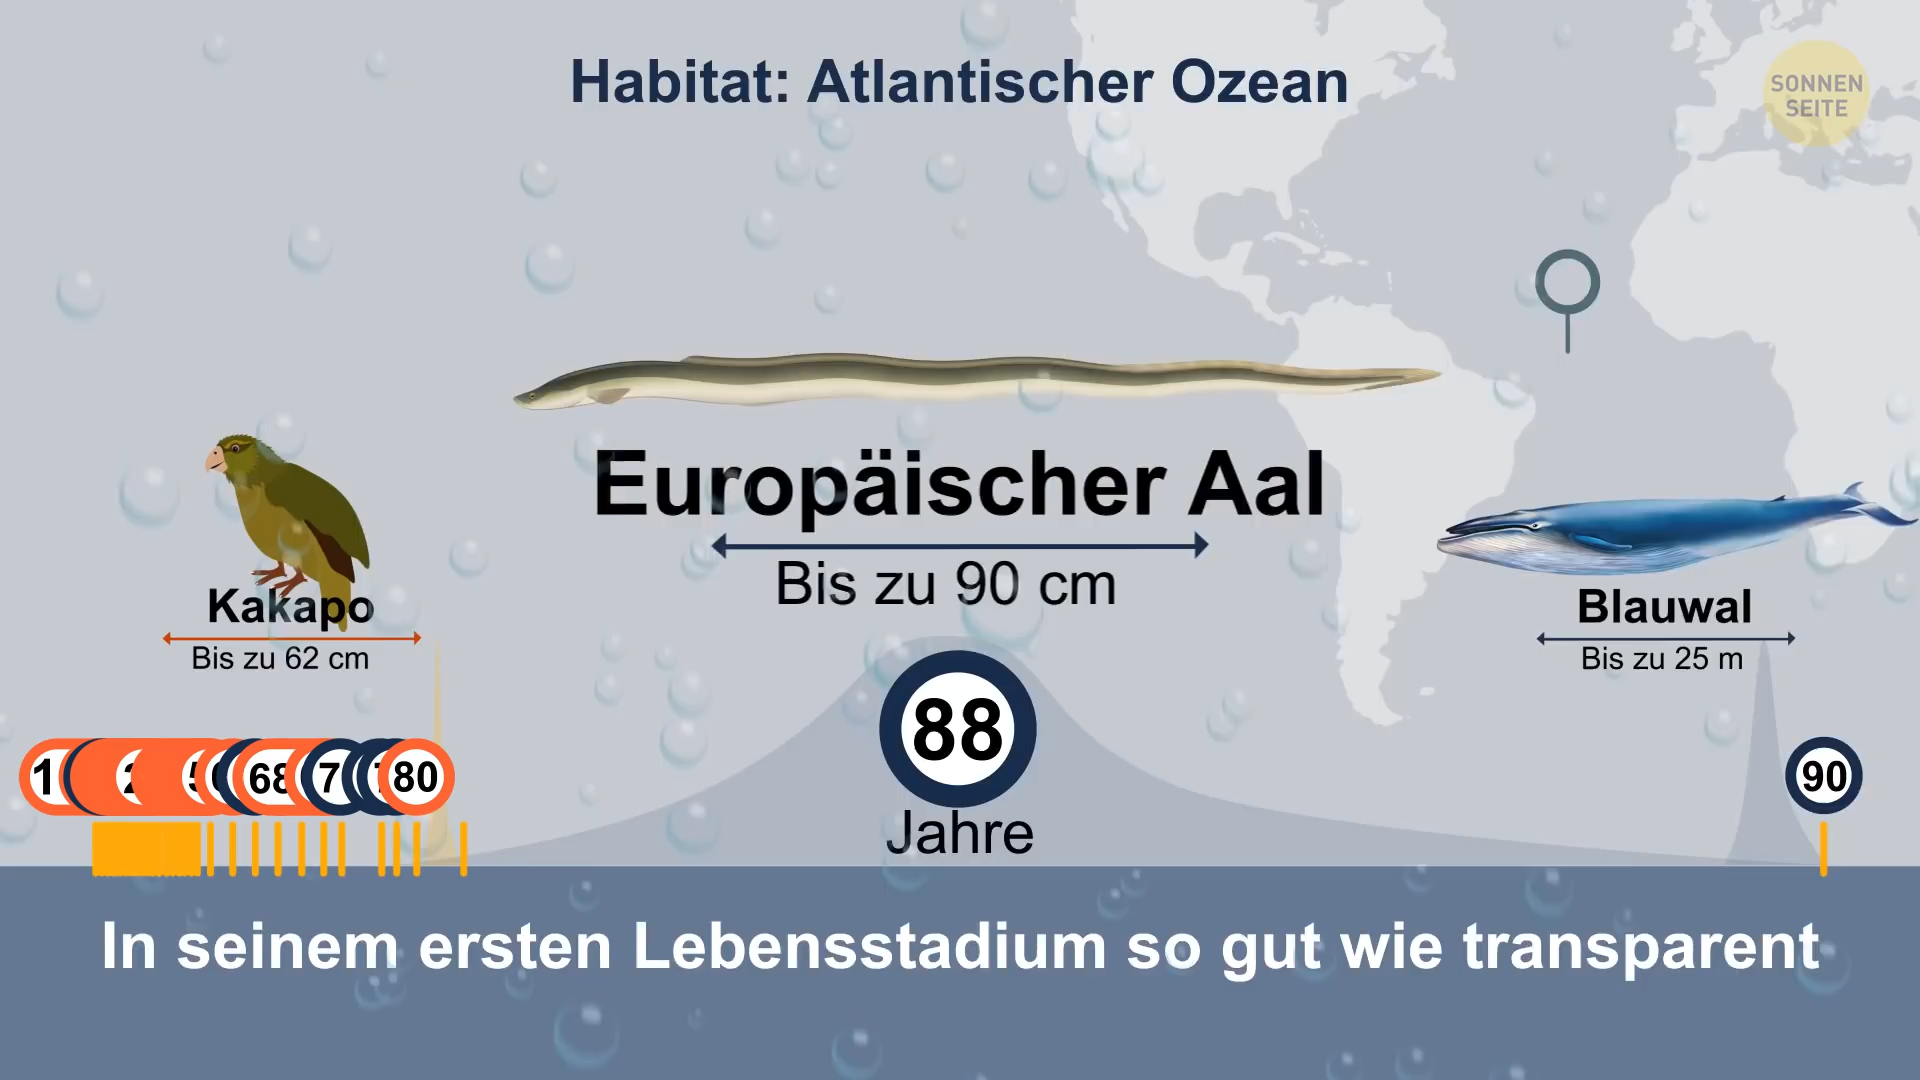 Habitat: Atlantischer Ozean
SONNEN
SEITE
Europäischer Aal
Bis zu 90 cm
Kakapo
Bis zu 62 cm
Blauwal
Bis zu 25 m
88
Jahre
68
80
90
In seinem ersten Lebensstadium so gut wie transparent